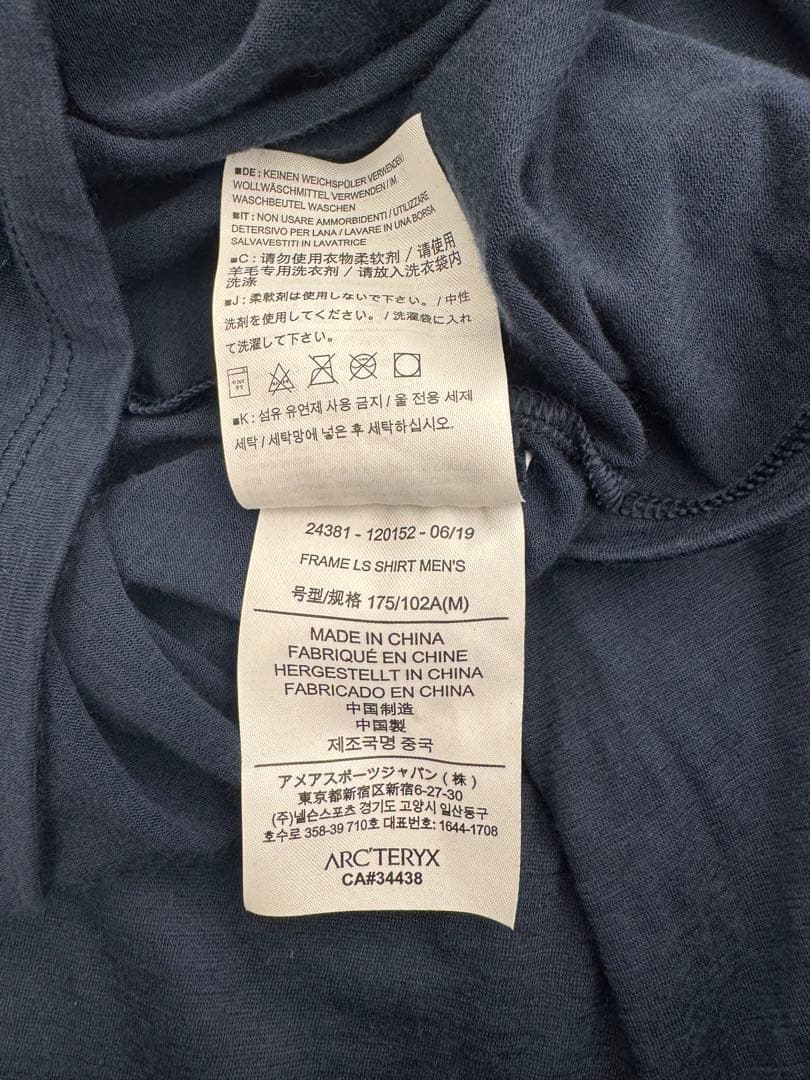 ■DE: KEINEN WEICHSPÜLER VERWENDEN/
WOLLWÄSCHMITTEL VERWENDEN/IM
WASCHBEUTEL WASCHEN
■IT: NON USARE AMMORBIDENTI / UTILIZZARE
DETERSIVO PER LANA / LAVARE IN UNA BORSA
SALVAVESTITI IN LAVATRICE
■C: 请勿使用衣物柔软剂 / 请使用
羊毛专用洗衣剂 / 请放入洗衣袋内
洗涤
■J: 柔軟剤は使用しないで下さい。/ 中性
洗剤を使用してください。/ 洗濯袋に入れ
て洗濯して下さい。
■K: 섬유 유연제 사용 금지 / 울 전용 세제
세탁 / 세탁망에 넣은 후 세탁하십시오.
24381 - 120152 - 06/19
FRAME LS SHIRT MEN'S
号型/规格 175/102A(M)
MADE IN CHINA
FABRIQUÉ EN CHINE
HERGESTELLT IN CHINA
FABRICADO EN CHINA
中国制造
中国製
제조국명 중국
アメアスポーツジャパン (株)
東京都新宿区新宿6-27-30
(주)넬슨스포츠 경기도 고양시 일산동구
호수로 358-39 710호 대표번호: 1644-1708
ARC'TERYX
CA#34438